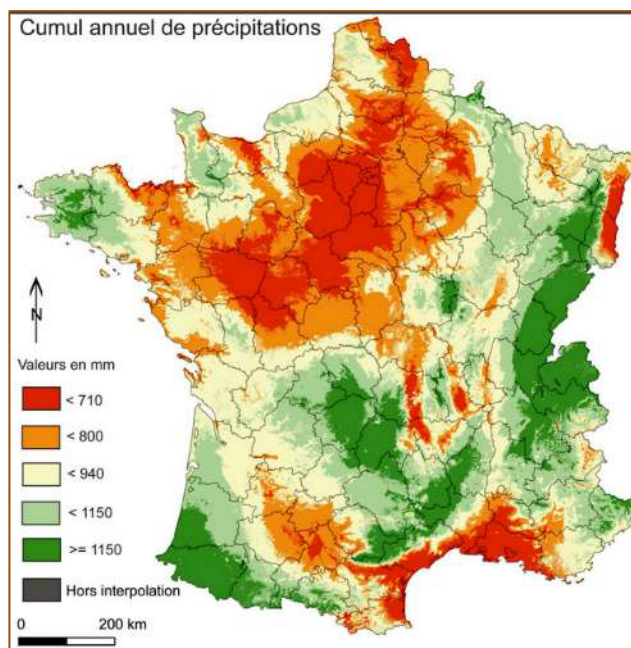 Cumul annuel de précipitations
N
Valeurs en mm
< 710
< 800
< 940
< 1150
>= 1150
Hors interpolation
0 200 km